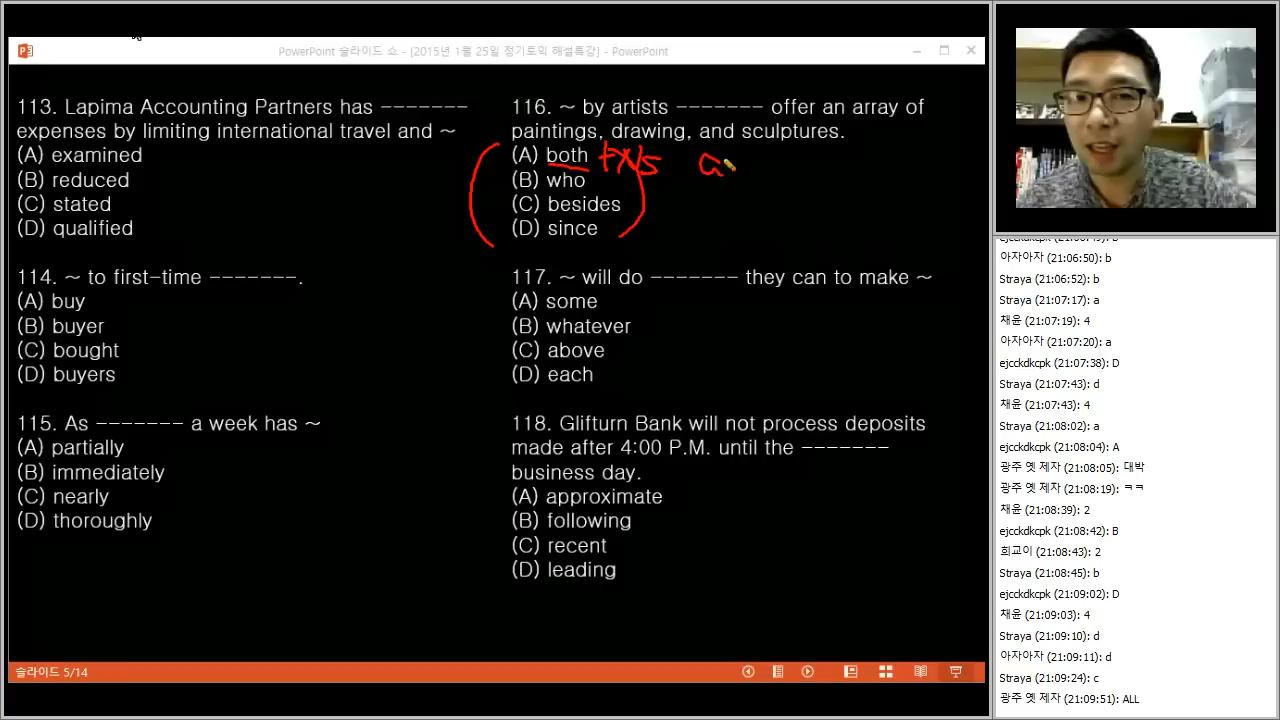 PowerPoint 슬라이드 쇼 - [2015년 1월 25일 정기토익 해설특강] - PowerPoint
113. Lapima Accounting Partners has -------
expenses by limiting international travel and ~
(A) examined
(B) reduced
(C) stated
(D) qualified
114. ~ to first-time -------.
(A) buy
(B) buyer
(C) bought
(D) buyers
115. As ------- a week has ~
(A) partially
(B) immediately
(C) nearly
(D) thoroughly
116. ~ by artists ------- offer an array of
paintings, drawing, and sculptures.
(A) both
(B) who
(C) besides
(D) since
117. ~ will do ------- they can to make ~
(A) some
(B) whatever
(C) above
(D) each
118. Glifturn Bank will not process deposits
made after 4:00 P.M. until the -------
business day.
(A) approximate
(B) following
(C) recent
(D) leading
슬라이드 5/14
아자아자 (21:06:50): b
Straya (21:06:52): b
Straya (21:07:17): a
채윤 (21:07:19): 4
아자아자 (21:07:20): a
ejcckdkcpk (21:07:38): D
Straya (21:07:43): d
채윤 (21:07:43): 4
Straya (21:08:02): a
ejcckdkcpk (21:08:04): A
광주 옛 제자 (21:08:05): 대박
광주 옛 제자 (21:08:19): ㅋㅋ
채윤 (21:08:39): 2
ejcckdkcpk (21:08:42): B
희교이 (21:08:43): 2
Straya (21:08:45): b
ejcckdkcpk (21:09:02): D
채윤 (21:09:03): 4
Straya (21:09:10): d
아자아자 (21:09:11): d
Straya (21:09:24): c
광주 옛 제자 (21:09:51): ALL